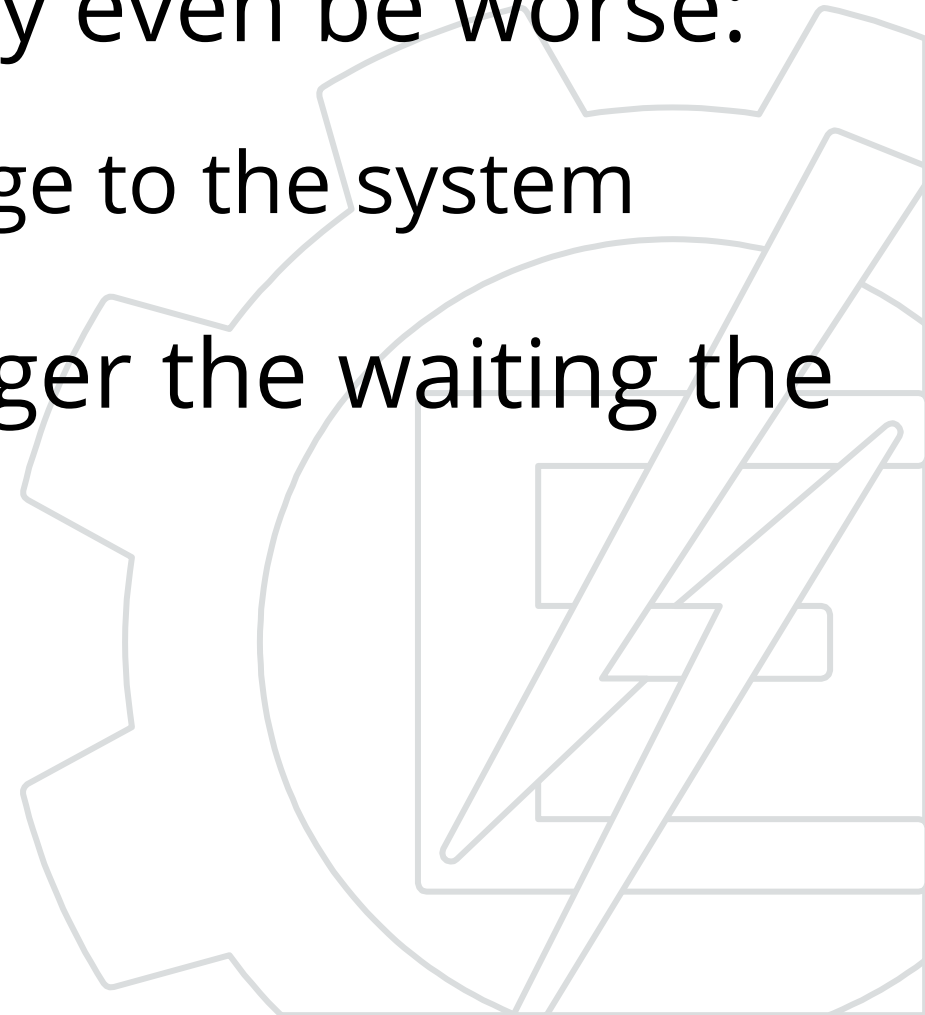 y even be worse:
ge to the system
ger the waiting the